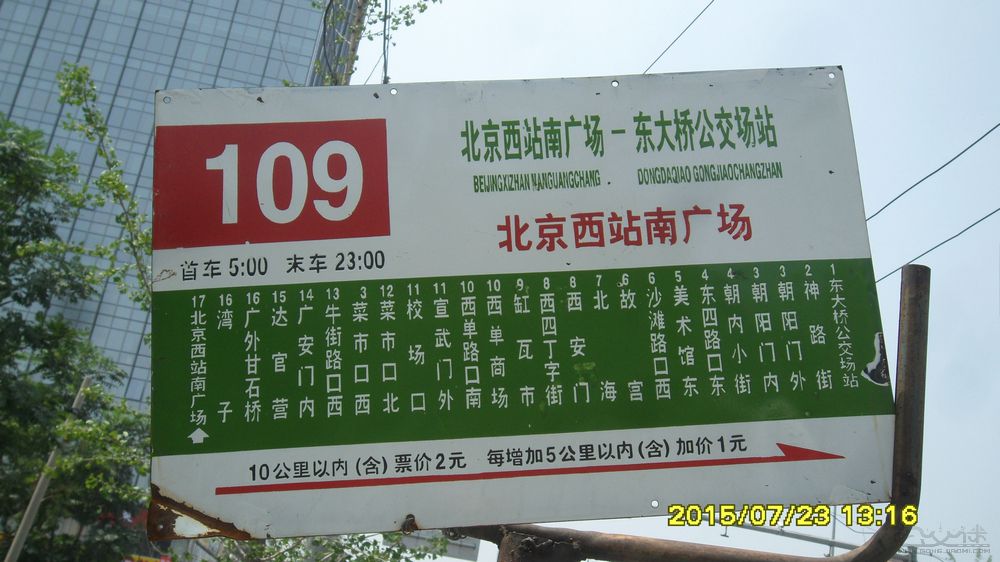 109
北京西站南广场－东大桥公交场站
BEIJINGXIZHAN NANGUANGCHANG DONGDAQIAO GONGJIAOCHANGZHAN
北京西站南广场
首车 5:00 末车 23:00
17 北京西站南广场
16 湾子
16 广外甘石桥
15 达官营
14 广安门内
13 牛街路口西
3 菜市口西
12 菜市口北
11 校场口
11 宣武门外
10 西单路口南
10 西单商场
9 缸瓦市
8 西四丁字街
8 西安门
7 北海
6 故宫
6 沙滩路口西
5 美术馆东
4 东四路口东
4 朝内小街
3 朝阳门内
3 朝阳门外
2 神路街
1 东大桥公交场站
10公里以内(含)票价2元 每增加5公里以内(含)加价1元
2015/07/23 13:16